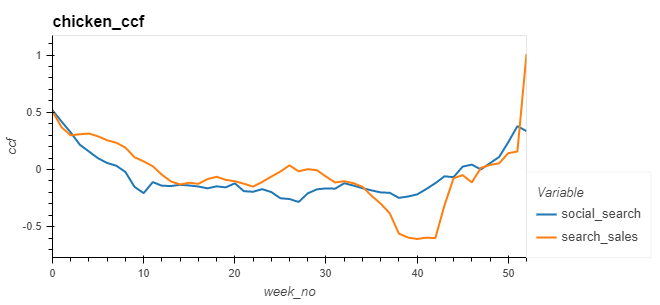 chicken_ccf
1
0.5
0
-0.5
ccf
0
10
20
30
40
50
week_no
Variable
social_search
search_sales